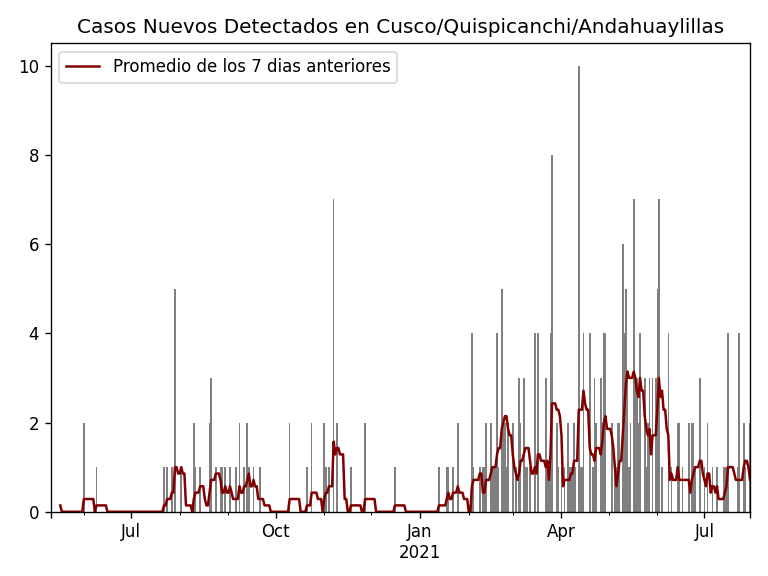 Casos Nuevos Detectados en Cusco/Quispicanchi/Andahuaylillas
Promedio de los 7 dias anteriores
10
8
6
4
2
0
Jul
Oct
Jan
2021
Apr
Jul